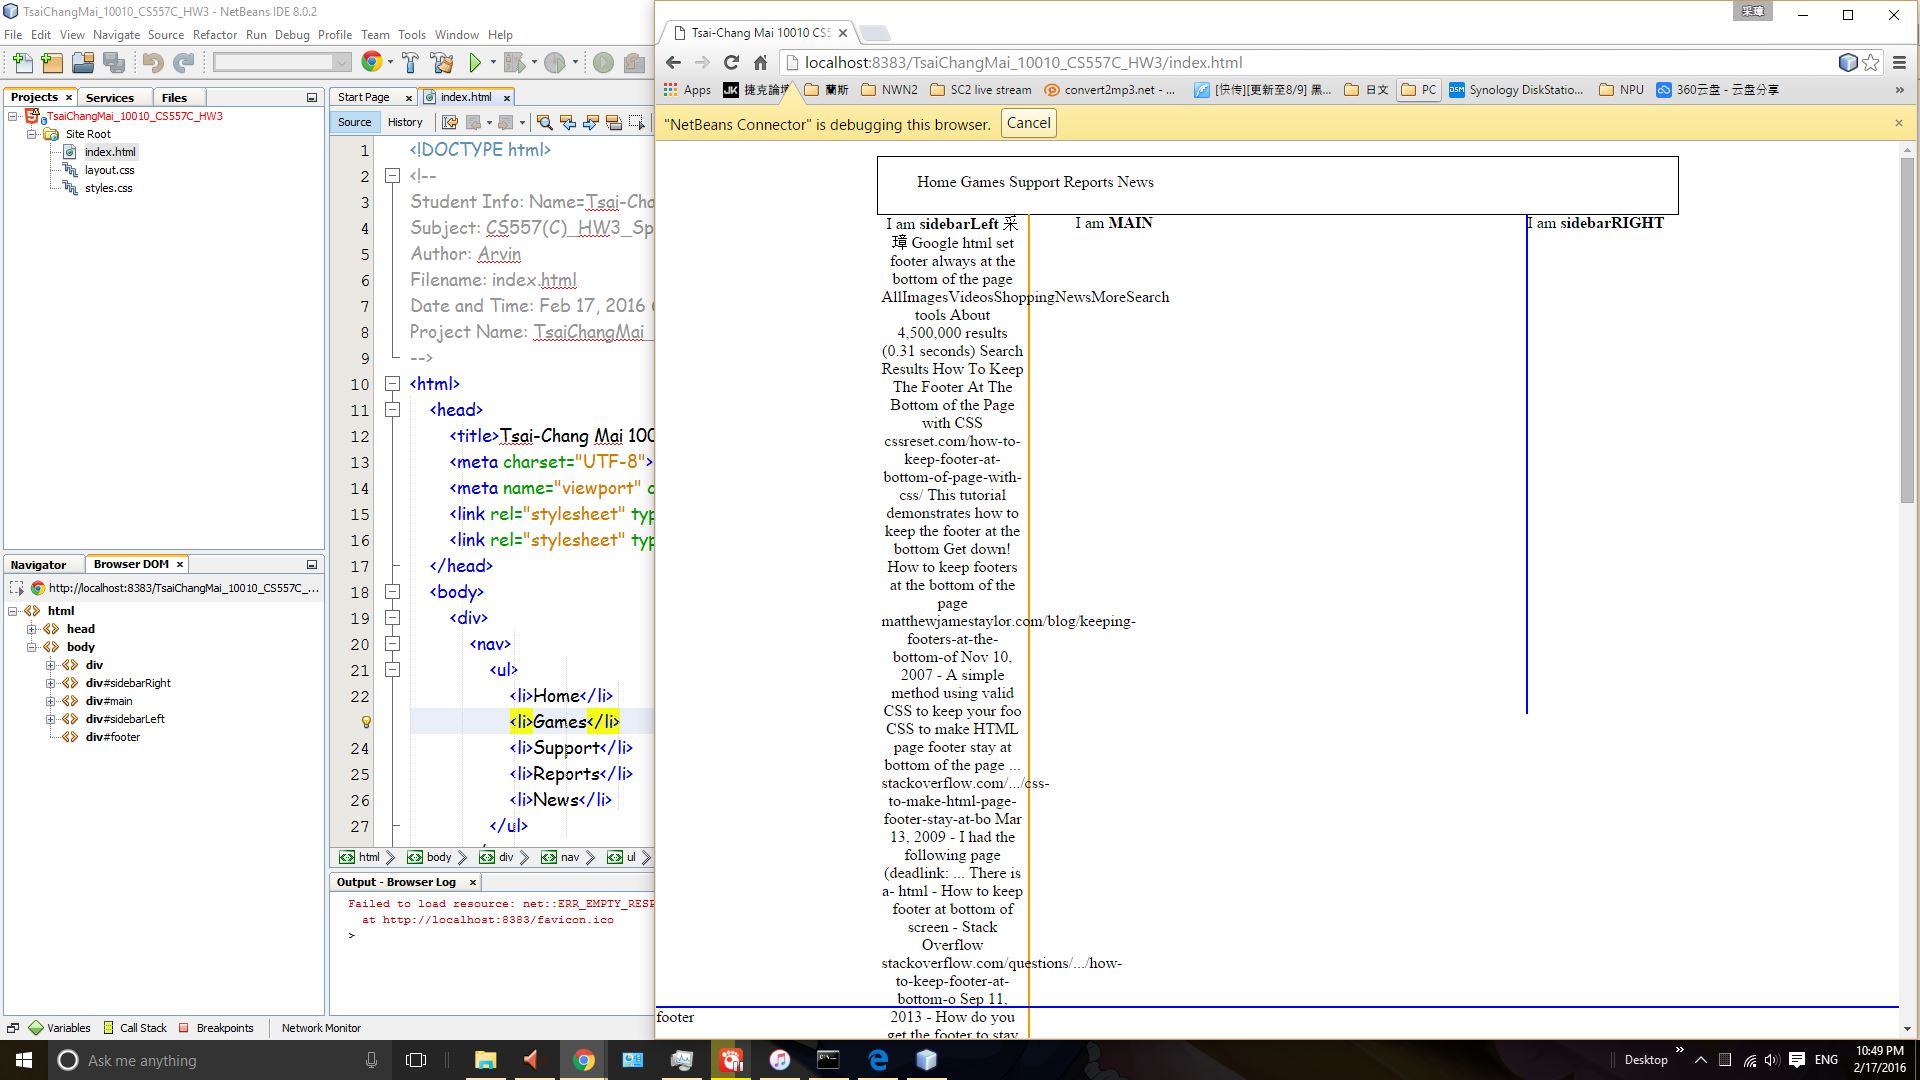 TsaiChangMai_10010_CS557C_HW3 - NetBeans IDE 8.0.2
File Edit View Navigate Source Refactor Run Debug Profile Team Tools Window Help
Projects Services Files
TsaiChangMai_10010_CS557C_HW3
Site Root
index.html
layout.css
styles.css
Navigator Browser DOM
http://localhost:8383/TsaiChangMai_10010_CS557C_...
html
head
body
div
div#sidebarRight
div#main
div#sidebarLeft
div#footer
Start Page index.html
Source History
1 <!DOCTYPE html>
2 <!--
3 Student Info: Name=Tsai-Cha
4 Subject: CS557(C)_HW3_Sp
5 Author: Arvin
6 Filename: index.html
7 Date and Time: Feb 17, 2016
8 Project Name: TsaiChangMai_
9 -->
10 <html>
11 <head>
12 <title>Tsai-Chang Mai 100
13 <meta charset="UTF-8">
14 <meta name="viewport" c
15 <link rel="stylesheet" typ
16 <link rel="stylesheet" typ
17 </head>
18 <body>
19 <div>
20 <nav>
21 <ul>
22 <li>Home</li>
<li>Games</li>
24 <li>Support</li>
25 <li>Reports</li>
26 <li>News</li>
27 </ul>
html body div nav ul
Output - Browser Log
Failed to load resource: net::ERR_EMPTY_RESP
at http://localhost:8383/favicon.ico
>
Variables Call Stack Breakpoints Network Monitor
采璋
Tsai-Chang Mai 10010 CS5
localhost:8383/TsaiChangMai_10010_CS557C_HW3/index.html
Apps 捷克論壇 蘭斯 NWN2 SC2 live stream convert2mp3.net - ... [快传][更新至8/9] 黑... 日文 PC Synology DiskStatio... NPU 360云盘 - 云盘分享 »
"NetBeans Connector" is debugging this browser. Cancel
Home Games Support Reports News
I am sidebarLeft 采
璋 Google html set
footer always at the
bottom of the page
AllImagesVideosShoppingNewsMoreSearch
tools About
4,500,000 results
(0.31 seconds) Search
Results How To Keep
The Footer At The
Bottom of the Page
with CSS
cssreset.com/how-to-
keep-footer-at-
bottom-of-page-with-
css/ This tutorial
demonstrates how to
keep the footer at the
bottom Get down!
How to keep footers
at the bottom of the
page
matthewjamestaylor.com/blog/keeping-
footers-at-the-
bottom-of Nov 10,
2007 - A simple
method using valid
CSS to keep your foo
CSS to make HTML
page footer stay at
bottom of the page ...
stackoverflow.com/.../css-
to-make-html-page-
footer-stay-at-bo Mar
13, 2009 - I had the
following page
(deadlink: ... There is
a- html - How to keep
footer at bottom of
screen - Stack
Overflow
stackoverflow.com/questions/.../how-
to-keep-footer-at-
bottom-o Sep 11,
2013 - How do you
get the footer to stay
I am MAIN
I am sidebarRIGHT
footer
Ask me anything
Desktop » ENG 10:49 PM
2/17/2016